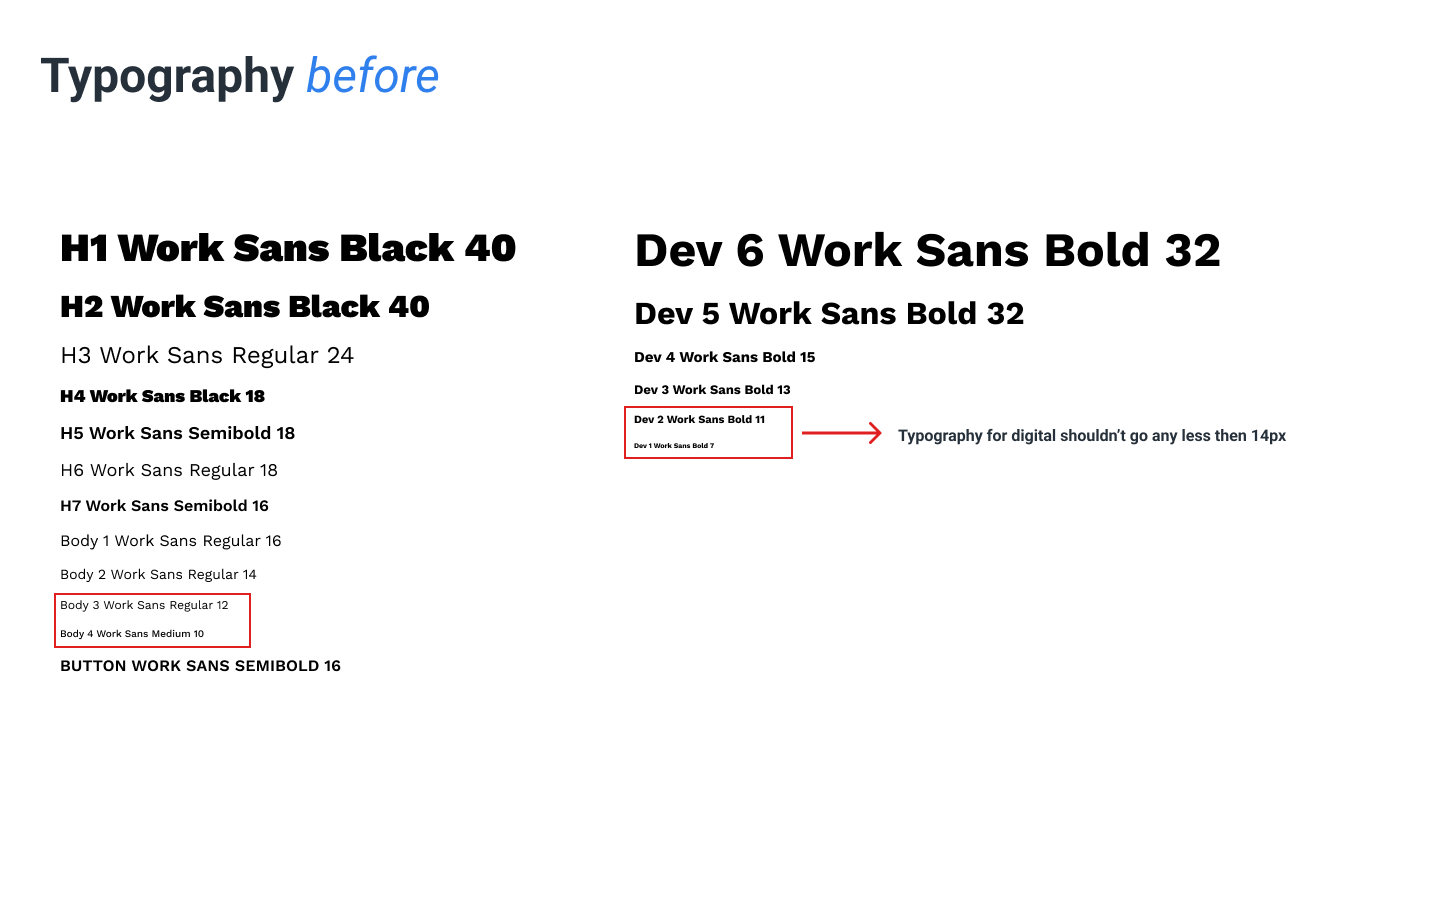 Typography before
H1 Work Sans Black 40
H2 Work Sans Black 40
H3 Work Sans Regular 24
H4 Work Sans Black 18
H5 Work Sans Semibold 18
H6 Work Sans Regular 18
H7 Work Sans Semibold 16
Body 1 Work Sans Regular 16
Body 2 Work Sans Regular 14
Body 3 Work Sans Regular 12
Body 4 Work Sans Medium 10
BUTTON WORK SANS SEMIBOLD 16
Dev 6 Work Sans Bold 32
Dev 5 Work Sans Bold 32
Dev 4 Work Sans Bold 15
Dev 3 Work Sans Bold 13
Dev 2 Work Sans Bold 11
Dev 1 Work Sans Bold 7
Typography for digital shouldn’t go any less then 14px